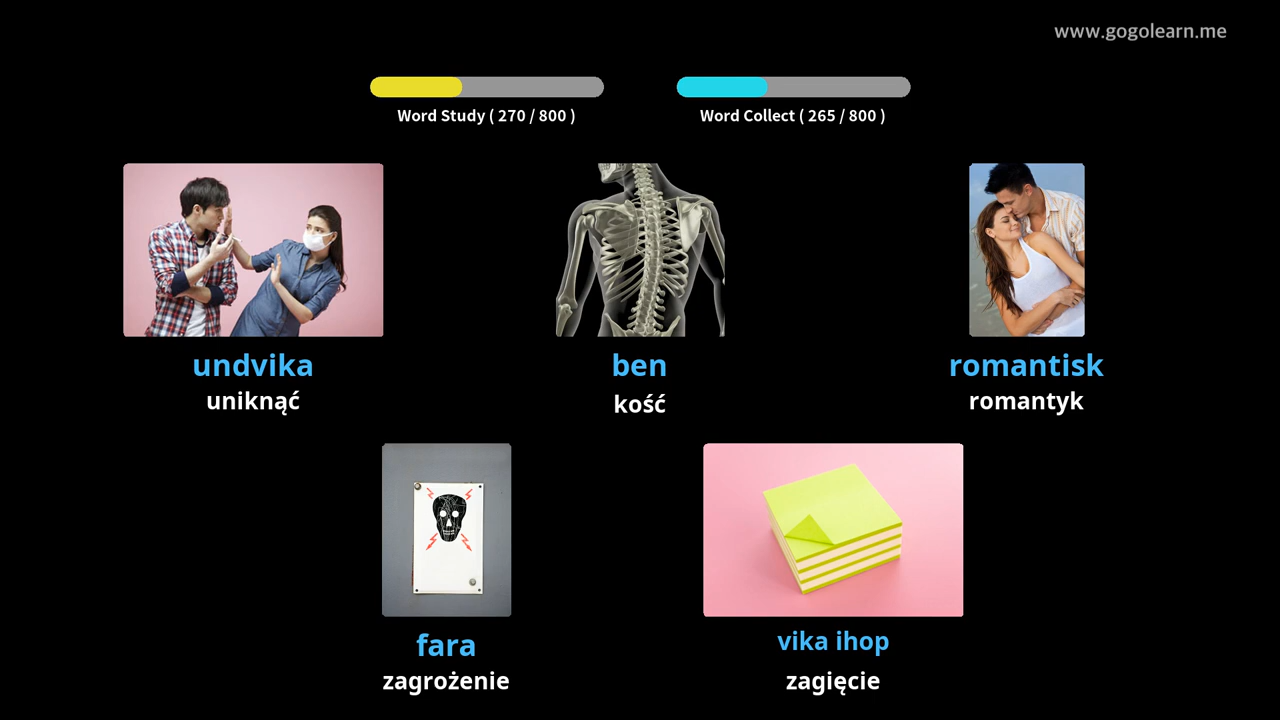 www.gogolearn.me
Word Study ( 270 / 800 )
Word Collect ( 265 / 800 )
undvika
uniknąć
ben
kość
romantisk
romantyk
fara
zagrożenie
vika ihop
zagięcie